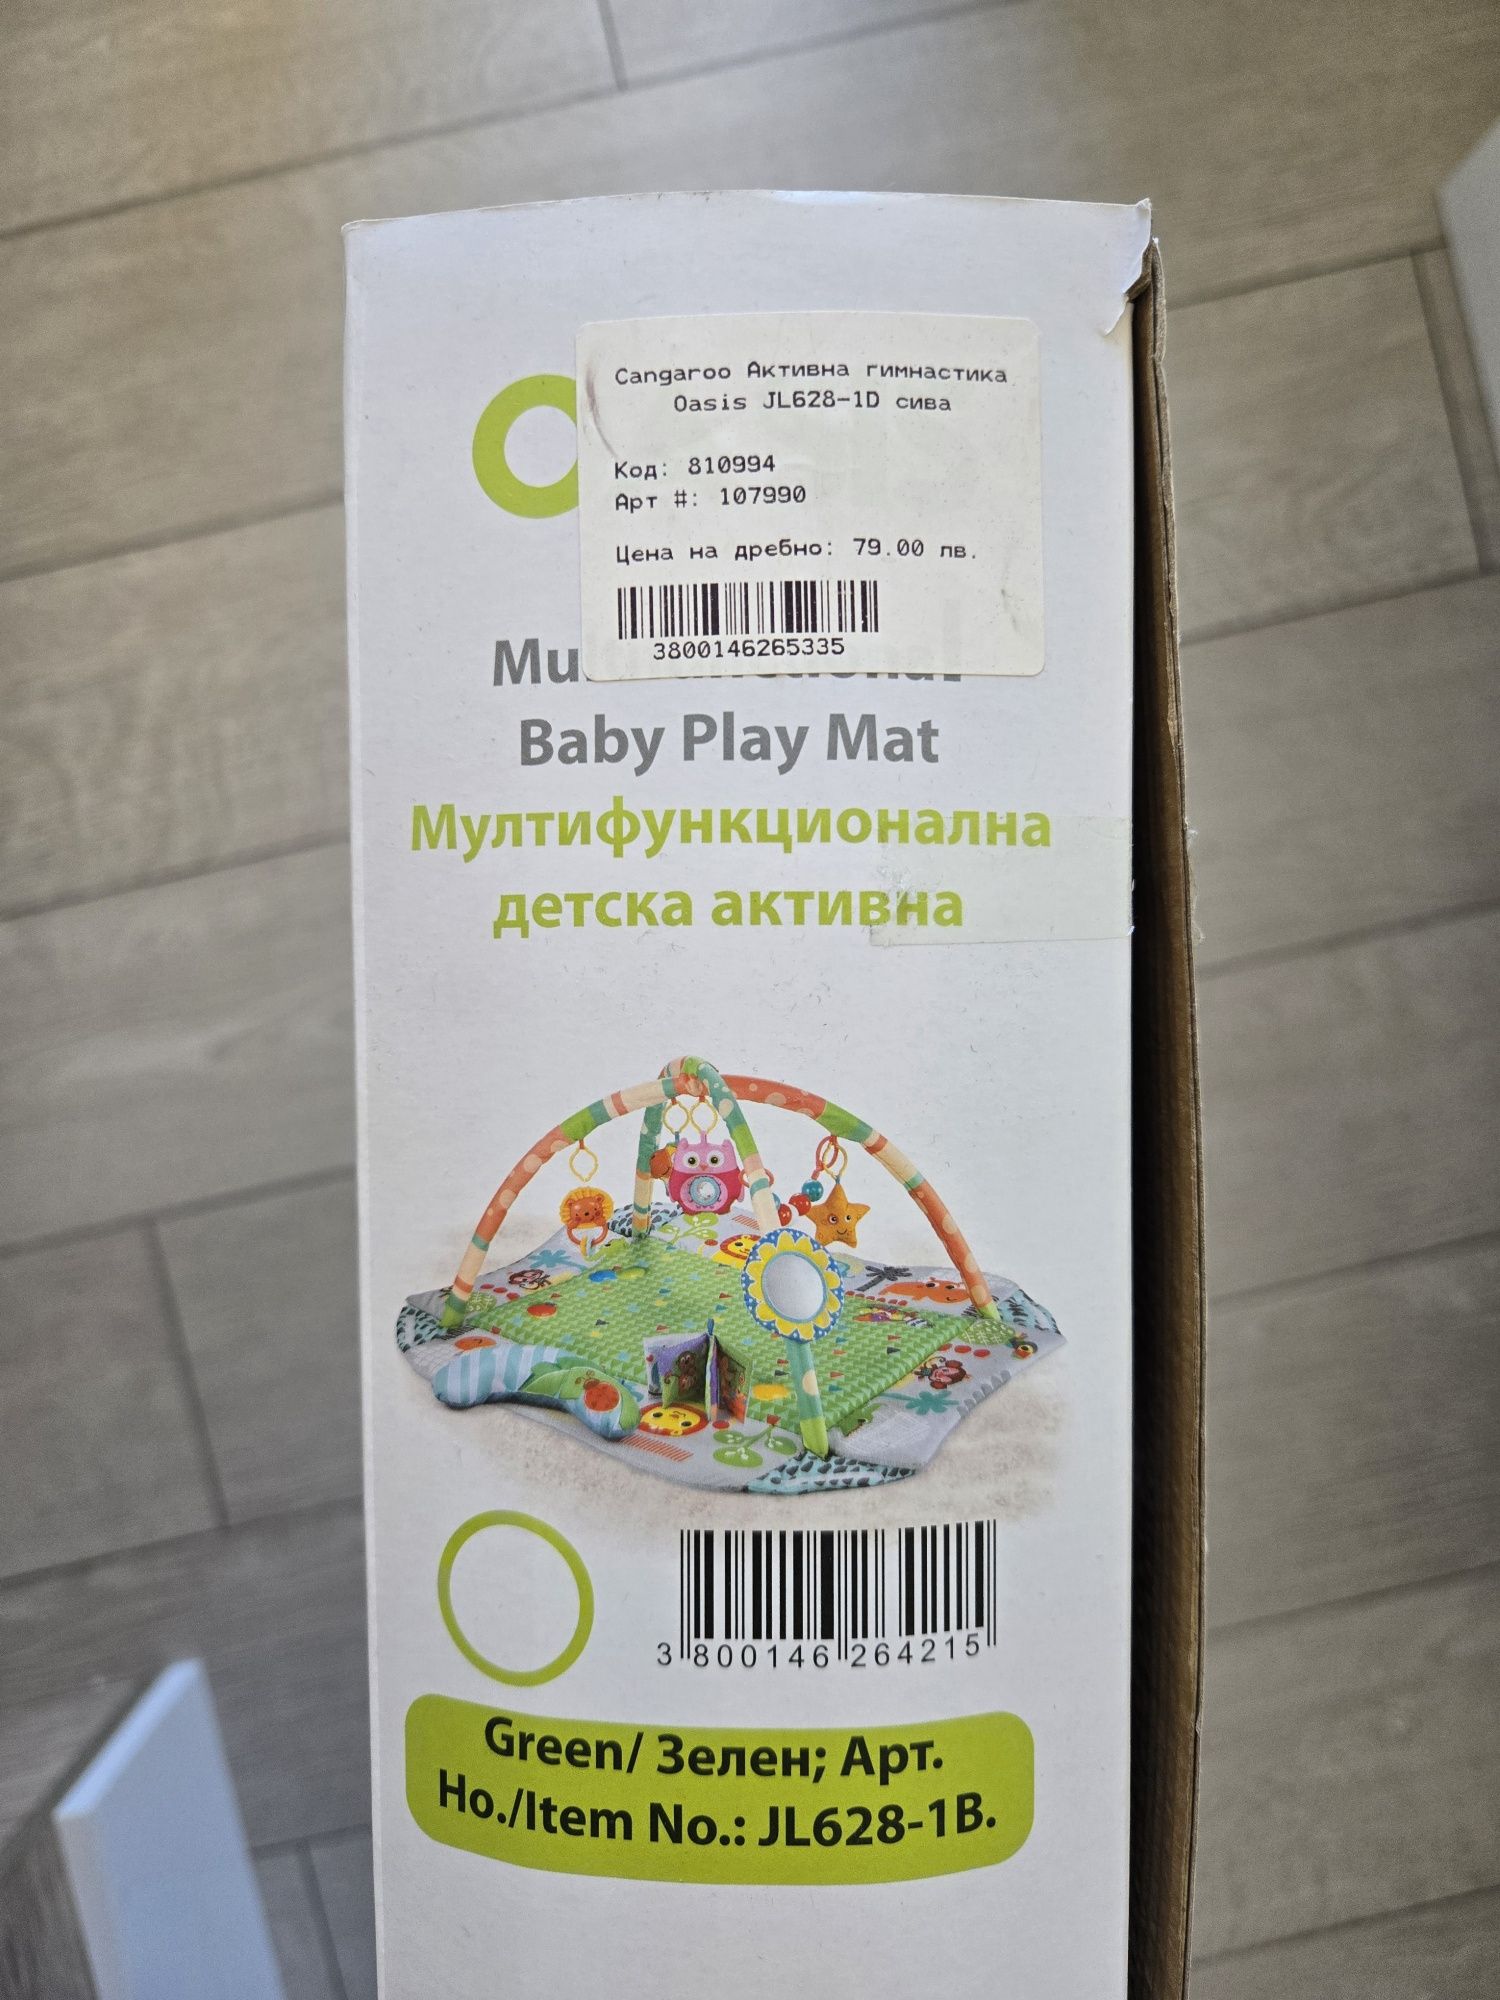 Cangaroo Активна гимнастика
Oasis JL628-1D сива
Код: 810994
Арт #: 107990
Цена на дребно: 79.00 лв.
3800146265335
Baby Play Mat
Мултифункционална
детска активна
3 800146 264215
Green/ Зелен; Арт.
Но./Item No.: JL628-1B.